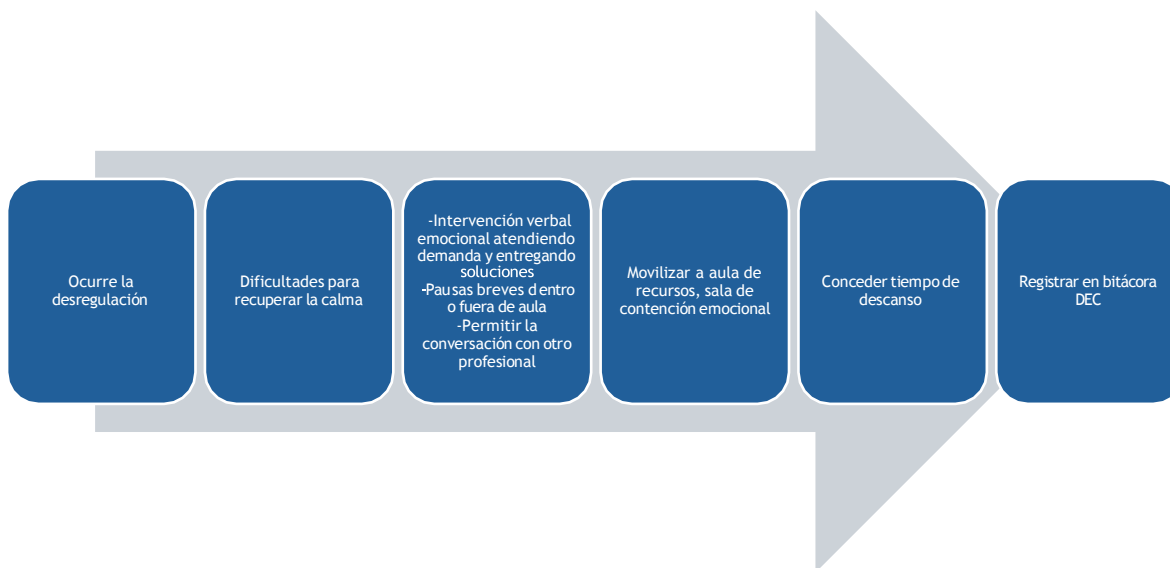 Ocurre la
desregulación
Dificultades para
recuperar la calma
-Intervención verbal
emocional atendiendo
demanda y entregando
soluciones
-Pausas breves dentro
o fuera de aula
-Permitir la
conversación con otro
profesional
Movilizar a aula de
recursos, sala de
contención emocional
Conceder tiempo de
descanso
Registrar en bitácora
DEC